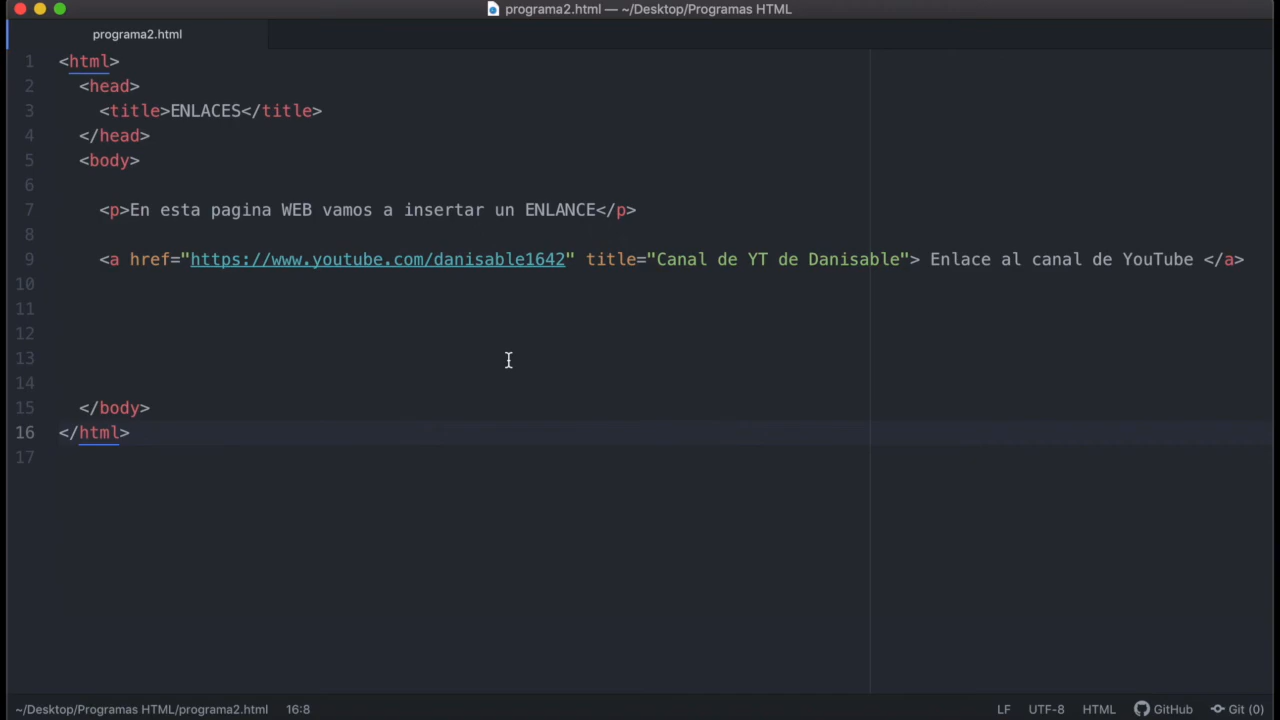 programa2.html — ~/Desktop/Programas HTML
programa2.html
1 <html>
2 <head>
3 <title>ENLACES</title>
4 </head>
5 <body>
6
7 <p>En esta pagina WEB vamos a insertar un ENLANCE</p>
8
9 <a href="https://www.youtube.com/danisable1642" title="Canal de YT de Danisable"> Enlace al canal de YouTube </a>
10
11
12
13
14
15 </body>
16 </html>
17
~/Desktop/Programas HTML/programa2.html 16:8 LF UTF-8 HTML GitHub Git (0)